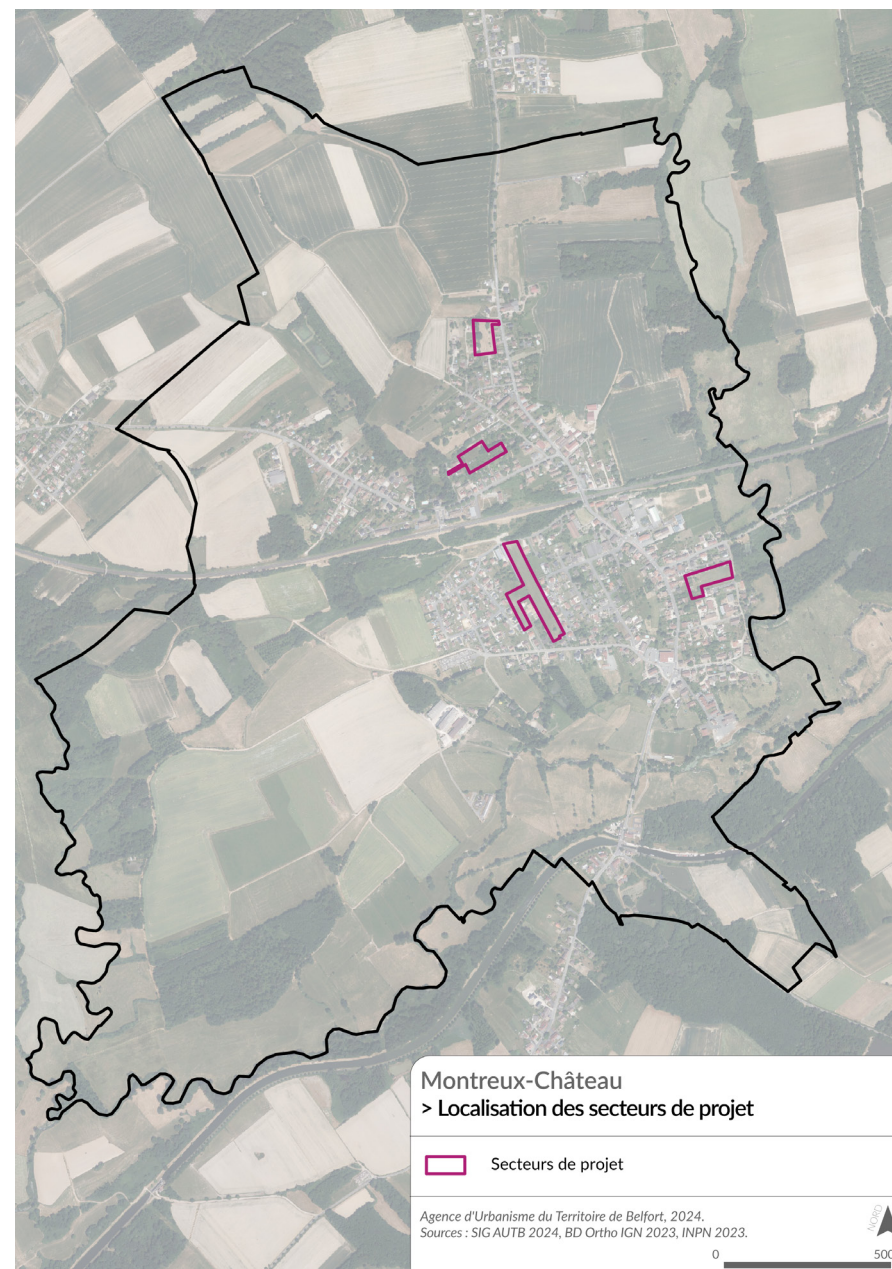 Montreux-Château
> Localisation des secteurs de projet
Secteurs de projet
Agence d'Urbanisme du Territoire de Belfort, 2024.
Sources : SIG AUTB 2024, BD Ortho IGN 2023, INPN 2023.
NORD
0 500